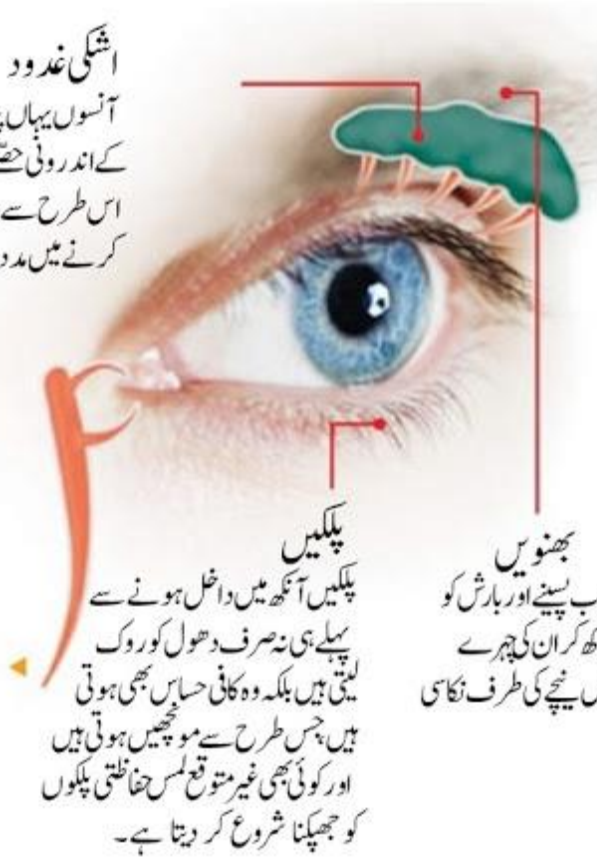 اشکی غدود
آنسوں یہاں
کے اندرونی حصّے
اس طرح سے
کرنے میں مدد
پلکیں
پلکیں آنکھ میں داخل ہونے سے
پہلے ہی نہ صرف دھول کو روک
لیتی ہیں بلکہ وہ کافی حساس بھی ہوتی
ہیں، جس طرح سے مونچھیں ہوتی ہیں
اور کوئی بھی غیر متوقع لمس حفاظتی پلکوں
کو جھپکنا شروع کر دیتا ہے۔
بھنویں
پسینے اور بارش کو
کر ان کی چہرے
نیچے کی طرف نکاسی